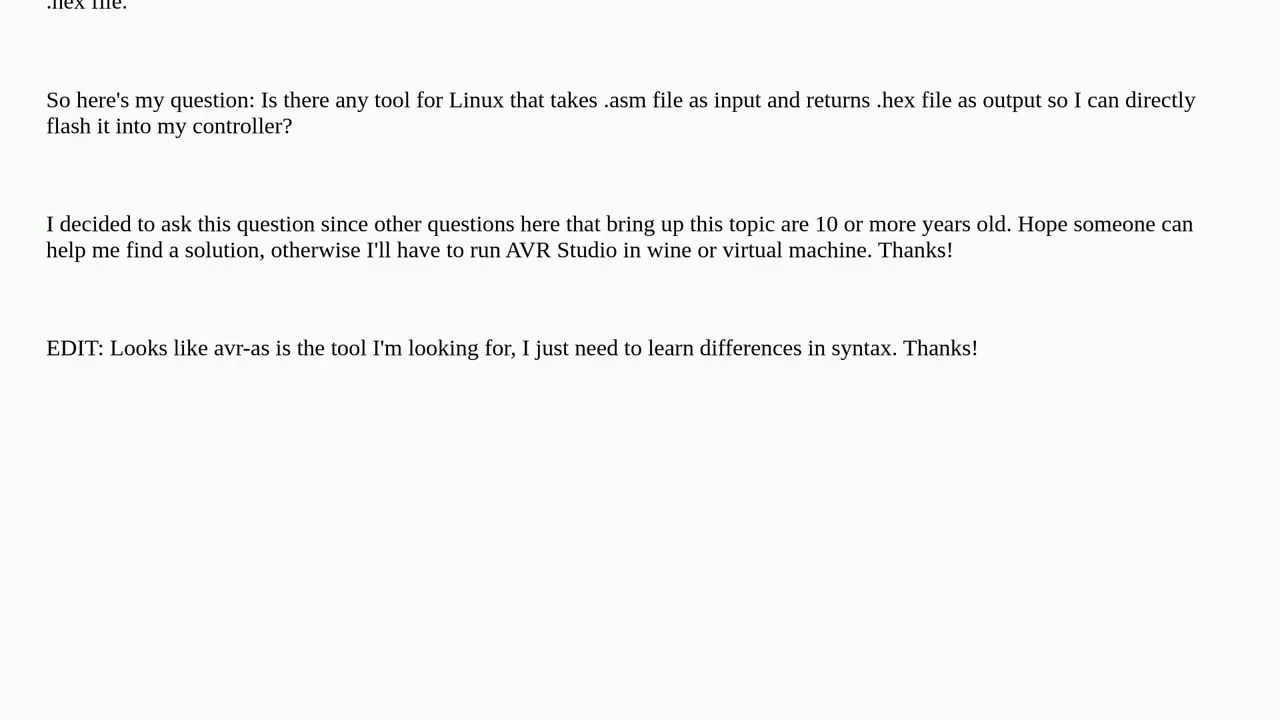 .hex file.
So here's my question: Is there any tool for Linux that takes .asm file as input and returns .hex file as output so I can directly
flash it into my controller?
I decided to ask this question since other questions here that bring up this topic are 10 or more years old. Hope someone can
help me find a solution, otherwise I'll have to run AVR Studio in wine or virtual machine. Thanks!
EDIT: Looks like avr-as is the tool I'm looking for, I just need to learn differences in syntax. Thanks!